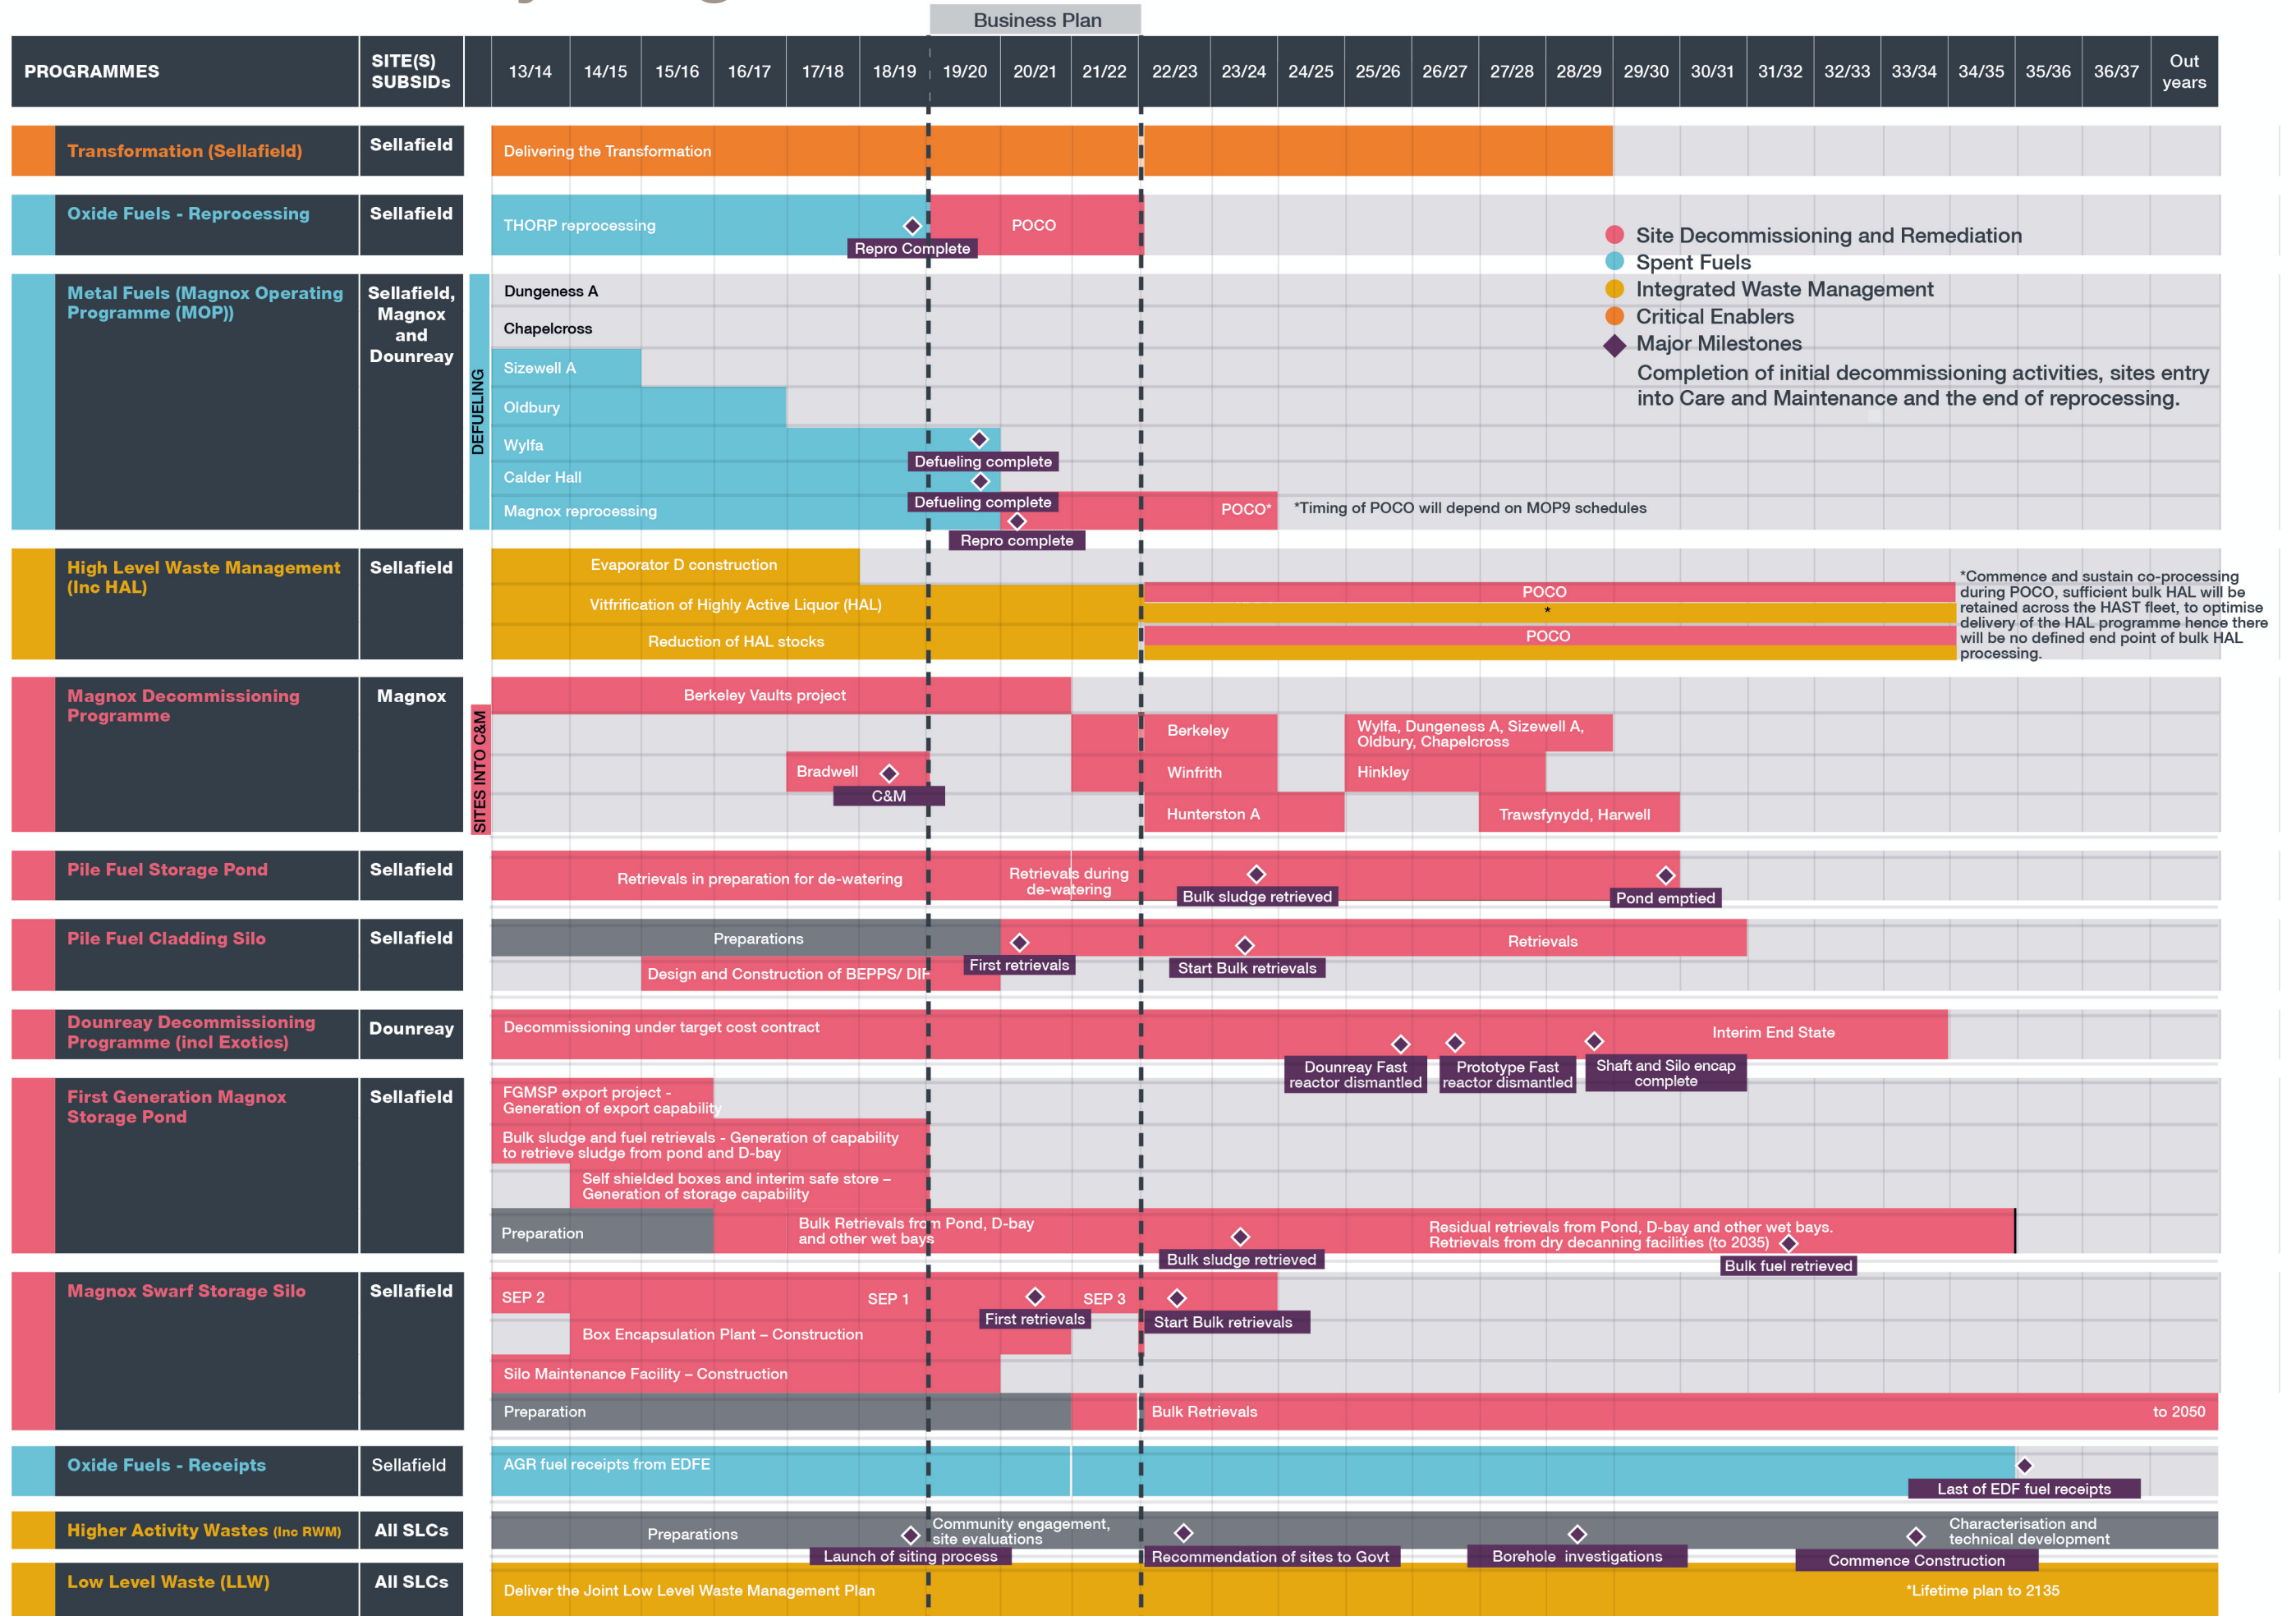 Business Plan
PROGRAMMES
SITE(S)
SUBSIDs
13/14
14/15
15/16
16/17
17/18
18/19
19/20
20/21
21/22
22/23
23/24
24/25
25/26
26/27
27/28
28/29
29/30
30/31
31/32
32/33
33/34
34/35
35/36
36/37
Out
years
Transformation (Sellafield)
Sellafield
Delivering the Transformation
Oxide Fuels - Reprocessing
Sellafield
THORP reprocessing
Repro Complete
POCO
Site Decommissioning and Remediation
Spent Fuels
Integrated Waste Management
Critical Enablers
Major Milestones
Completion of initial decommissioning activities, sites entry
into Care and Maintenance and the end of reprocessing.
Metal Fuels (Magnox Operating
Programme (MOP))
Sellafield,
Magnox
and
Dounreay
DEFUELING
Dungeness A
Chapelcross
Sizewell A
Oldbury
Wylfa
Defueling complete
Calder Hall
Defueling complete
Magnox reprocessing
Repro complete
POCO*
*Timing of POCO will depend on MOP9 schedules
High Level Waste Management
(Inc HAL)
Sellafield
Evaporator D construction
Vitfrification of Highly Active Liquor (HAL)
Reduction of HAL stocks
POCO
*
POCO
*Commence and sustain co-processing
during POCO, sufficient bulk HAL will be
retained across the HAST fleet, to optimise
delivery of the HAL programme hence there
will be no defined end point of bulk HAL
processing.
Magnox Decommissioning
Programme
Magnox
SITES INTO C&M
Berkeley Vaults project
Berkeley
Wylfa, Dungeness A, Sizewell A,
Oldbury, Chapelcross
Bradwell
C&M
Winfrith
Hinkley
Hunterston A
Trawsfynydd, Harwell
Pile Fuel Storage Pond
Sellafield
Retrievals in preparation for de-watering
Retrievals during
de-watering
Bulk sludge retrieved
Pond emptied
Pile Fuel Cladding Silo
Sellafield
Preparations
First retrievals
Start Bulk retrievals
Retrievals
Design and Construction of BEPPS/ DIF
Dounreay Decommissioning
Programme (incl Exotics)
Dounreay
Decommissioning under target cost contract
Interim End State
Dounreay Fast
reactor dismantled
Prototype Fast
reactor dismantled
Shaft and Silo encap
complete
First Generation Magnox
Storage Pond
Sellafield
FGMSP export project -
Generation of export capability
Bulk sludge and fuel retrievals - Generation of capability
to retrieve sludge from pond and D-bay
Self shielded boxes and interim safe store –
Generation of storage capability
Preparation
Bulk Retrievals from Pond, D-bay
and other wet bays
Bulk sludge retrieved
Residual retrievals from Pond, D-bay and other wet bays.
Retrievals from dry decanning facilities (to 2035)
Bulk fuel retrieved
Magnox Swarf Storage Silo
Sellafield
SEP 2
SEP 1
First retrievals
SEP 3
Start Bulk retrievals
Box Encapsulation Plant – Construction
Silo Maintenance Facility – Construction
Preparation
Bulk Retrievals
to 2050
Oxide Fuels - Receipts
Sellafield
AGR fuel receipts from EDFE
Last of EDF fuel receipts
Higher Activity Wastes (Inc RWM)
All SLCs
Preparations
Launch of siting process
Community engagement,
site evaluations
Recommendation of sites to Govt
Borehole investigations
Commence Construction
Characterisation and
technical development
Low Level Waste (LLW)
All SLCs
Deliver the Joint Low Level Waste Management Plan
*Lifetime plan to 2135